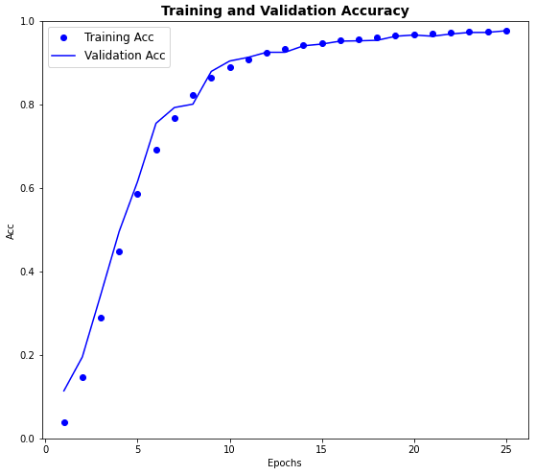 Training and Validation Accuracy
Training Acc
Validation Acc
1.0
0.8
0.6
0.4
0.2
0.0
Acc
0 5 10 15 20 25
Epochs